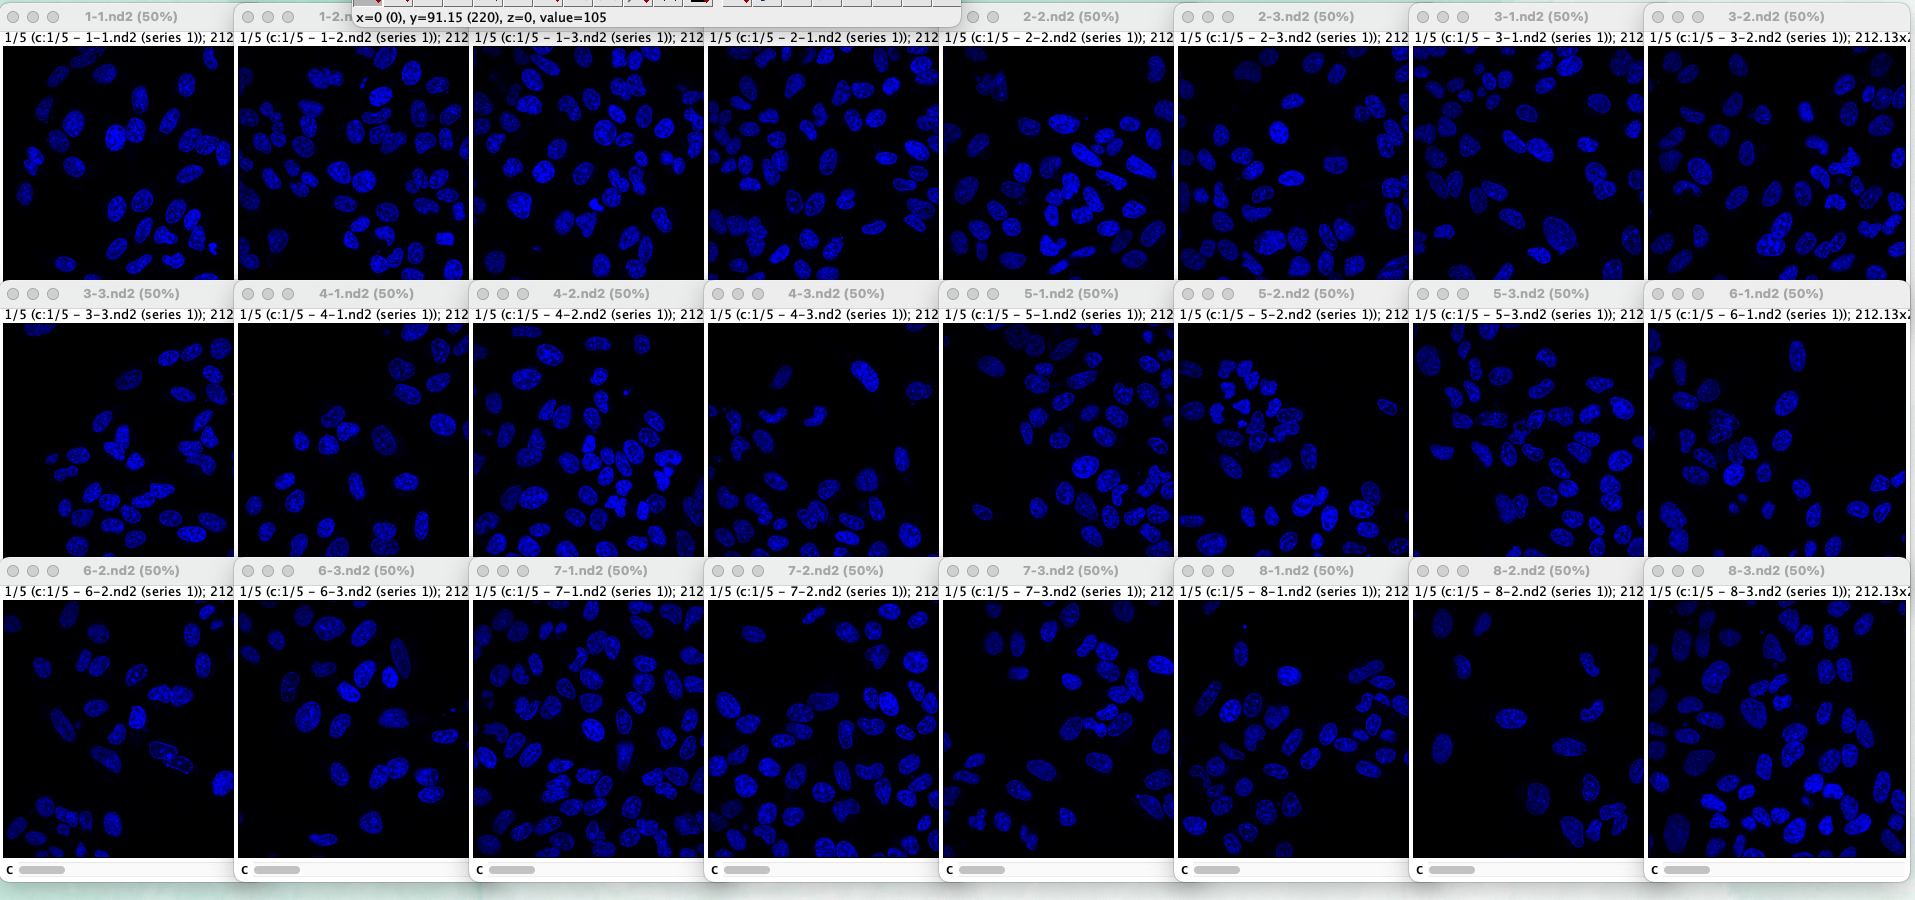 x=0 (0), y=91.15 (220), z=0, value=105
1-1.nd2 (50%)
1/5 (c:1/5 - 1-1.nd2 (series 1)); 212
1-2.n
1/5 (c:1/5 - 1-2.nd2 (series 1)); 212
1/5 (c:1/5 - 1-3.nd2 (series 1)); 212
1/5 (c:1/5 - 2-1.nd2 (series 1)); 212
2-2.nd2 (50%)
1/5 (c:1/5 - 2-2.nd2 (series 1)); 212
2-3.nd2 (50%)
1/5 (c:1/5 - 2-3.nd2 (series 1)); 212
3-1.nd2 (50%)
1/5 (c:1/5 - 3-1.nd2 (series 1)); 212
3-2.nd2 (50%)
1/5 (c:1/5 - 3-2.nd2 (series 1)); 212.13x2
3-3.nd2 (50%)
1/5 (c:1/5 - 3-3.nd2 (series 1)); 212
4-1.nd2 (50%)
1/5 (c:1/5 - 4-1.nd2 (series 1)); 212
4-2.nd2 (50%)
1/5 (c:1/5 - 4-2.nd2 (series 1)); 212
4-3.nd2 (50%)
1/5 (c:1/5 - 4-3.nd2 (series 1)); 212
5-1.nd2 (50%)
1/5 (c:1/5 - 5-1.nd2 (series 1)); 212
5-2.nd2 (50%)
1/5 (c:1/5 - 5-2.nd2 (series 1)); 212
5-3.nd2 (50%)
1/5 (c:1/5 - 5-3.nd2 (series 1)); 212
6-1.nd2 (50%)
1/5 (c:1/5 - 6-1.nd2 (series 1)); 212.13x2
6-2.nd2 (50%)
1/5 (c:1/5 - 6-2.nd2 (series 1)); 212
c
6-3.nd2 (50%)
1/5 (c:1/5 - 6-3.nd2 (series 1)); 212
c
7-1.nd2 (50%)
1/5 (c:1/5 - 7-1.nd2 (series 1)); 212
c
7-2.nd2 (50%)
1/5 (c:1/5 - 7-2.nd2 (series 1)); 212
c
7-3.nd2 (50%)
1/5 (c:1/5 - 7-3.nd2 (series 1)); 212
c
8-1.nd2 (50%)
1/5 (c:1/5 - 8-1.nd2 (series 1)); 212
c
8-2.nd2 (50%)
1/5 (c:1/5 - 8-2.nd2 (series 1)); 212
c
8-3.nd2 (50%)
1/5 (c:1/5 - 8-3.nd2 (series 1)); 212.13x2
c